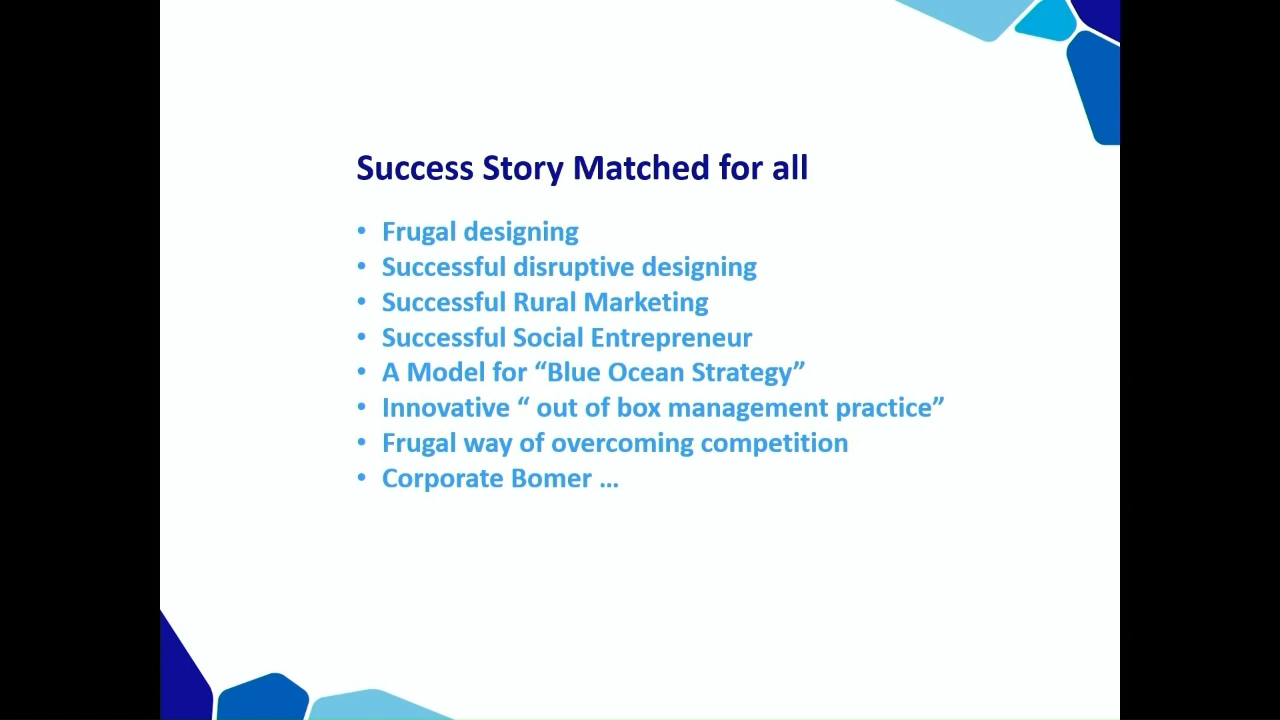 Success Story Matched for all
• Frugal designing
• Successful disruptive designing
• Successful Rural Marketing
• Successful Social Entrepreneur
• A Model for “Blue Ocean Strategy”
• Innovative “ out of box management practice”
• Frugal way of overcoming competition
• Corporate Bomer ...